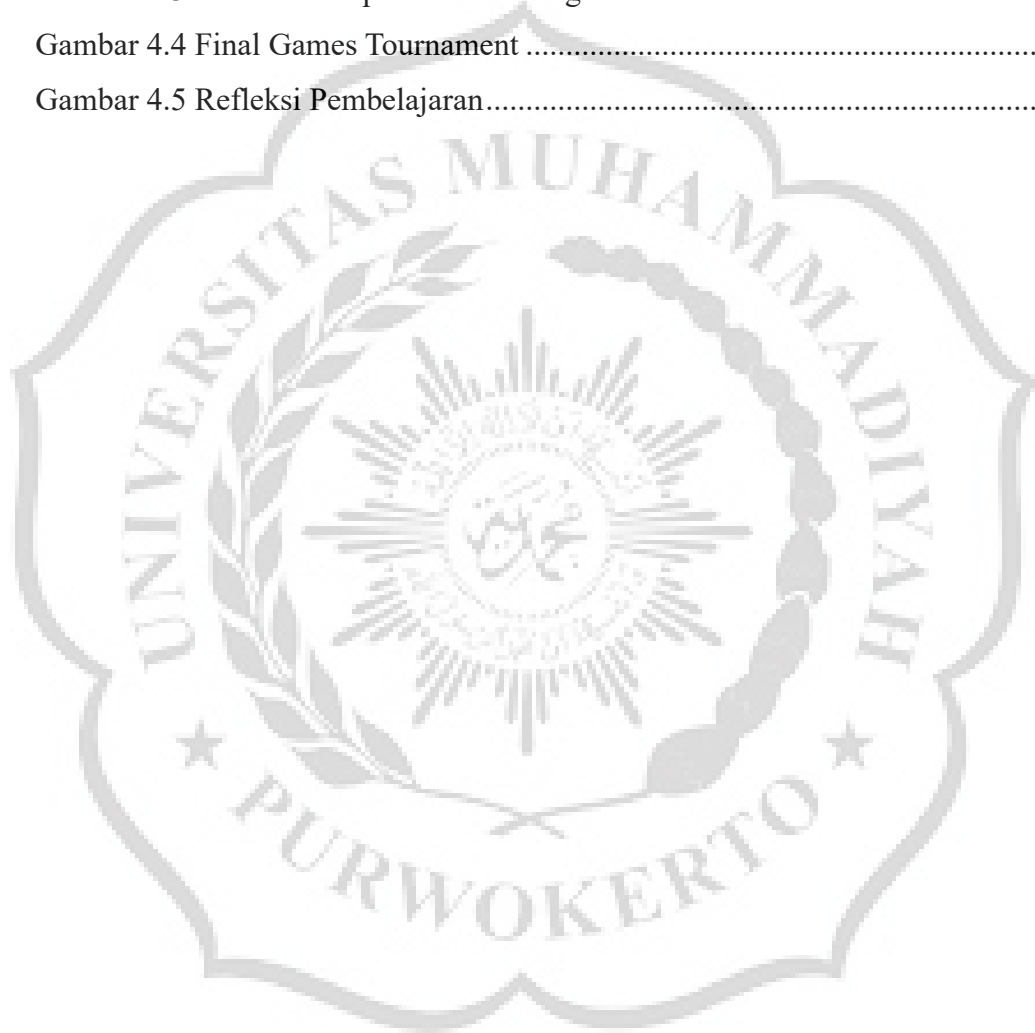 Gambar 4.4 Final Games Tournament ...............................................................
Gambar 4.5 Refleksi Pembelajaran....................................................................
UNIVERSITAS MUHAMMADIYAH
PURWOKERTO